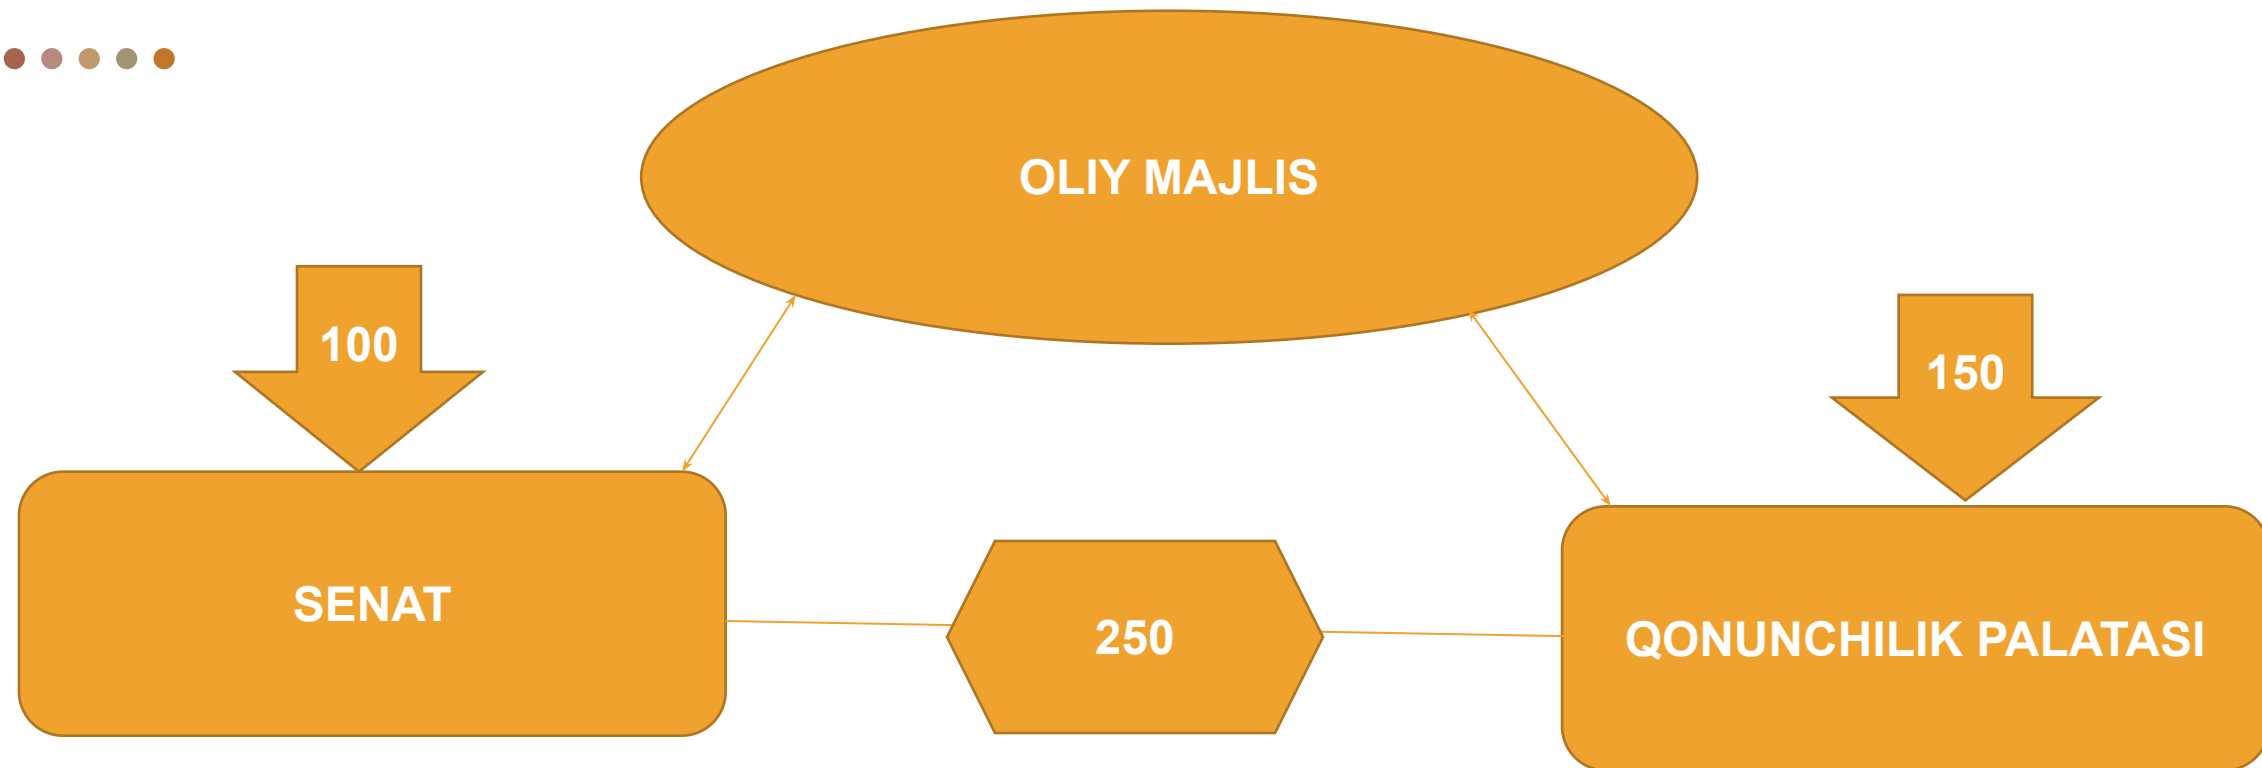 OLIY MAJLIS
100
150
SENAT
250
QONUNCHILIK PALATASI